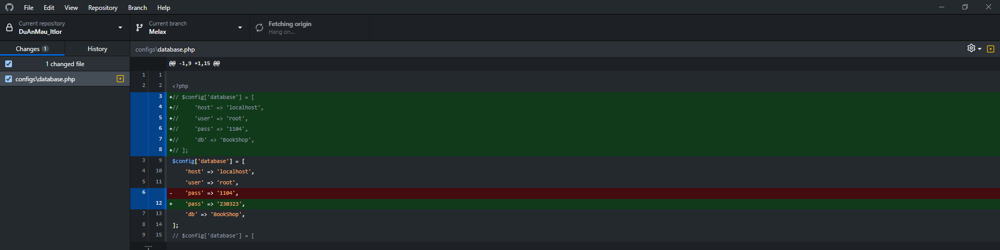 File Edit View Repository Branch Help
Current repository
DuAnMau_Itlor
Current branch
Melax
Fetching origin
Hang on...
Changes 1 History
configs\database.php
1 changed file
configs\database.php
@@ -1,9 +1,15 @@
1 1
2 2 <?php
3 +// $config['database'] = [
4 +//     'host' => 'localhost',
5 +//     'user' => 'root',
6 +//     'pass' => '1104',
7 +//     'db' => 'BookShop',
8 +// ];
3 9 $config['database'] = [
4 10     'host' => 'localhost',
5 11     'user' => 'root',
6 -     'pass' => '1104',
12 +     'pass' => '230323',
7 13     'db' => 'BookShop',
8 14 ];
9 15 // $config['database'] = [